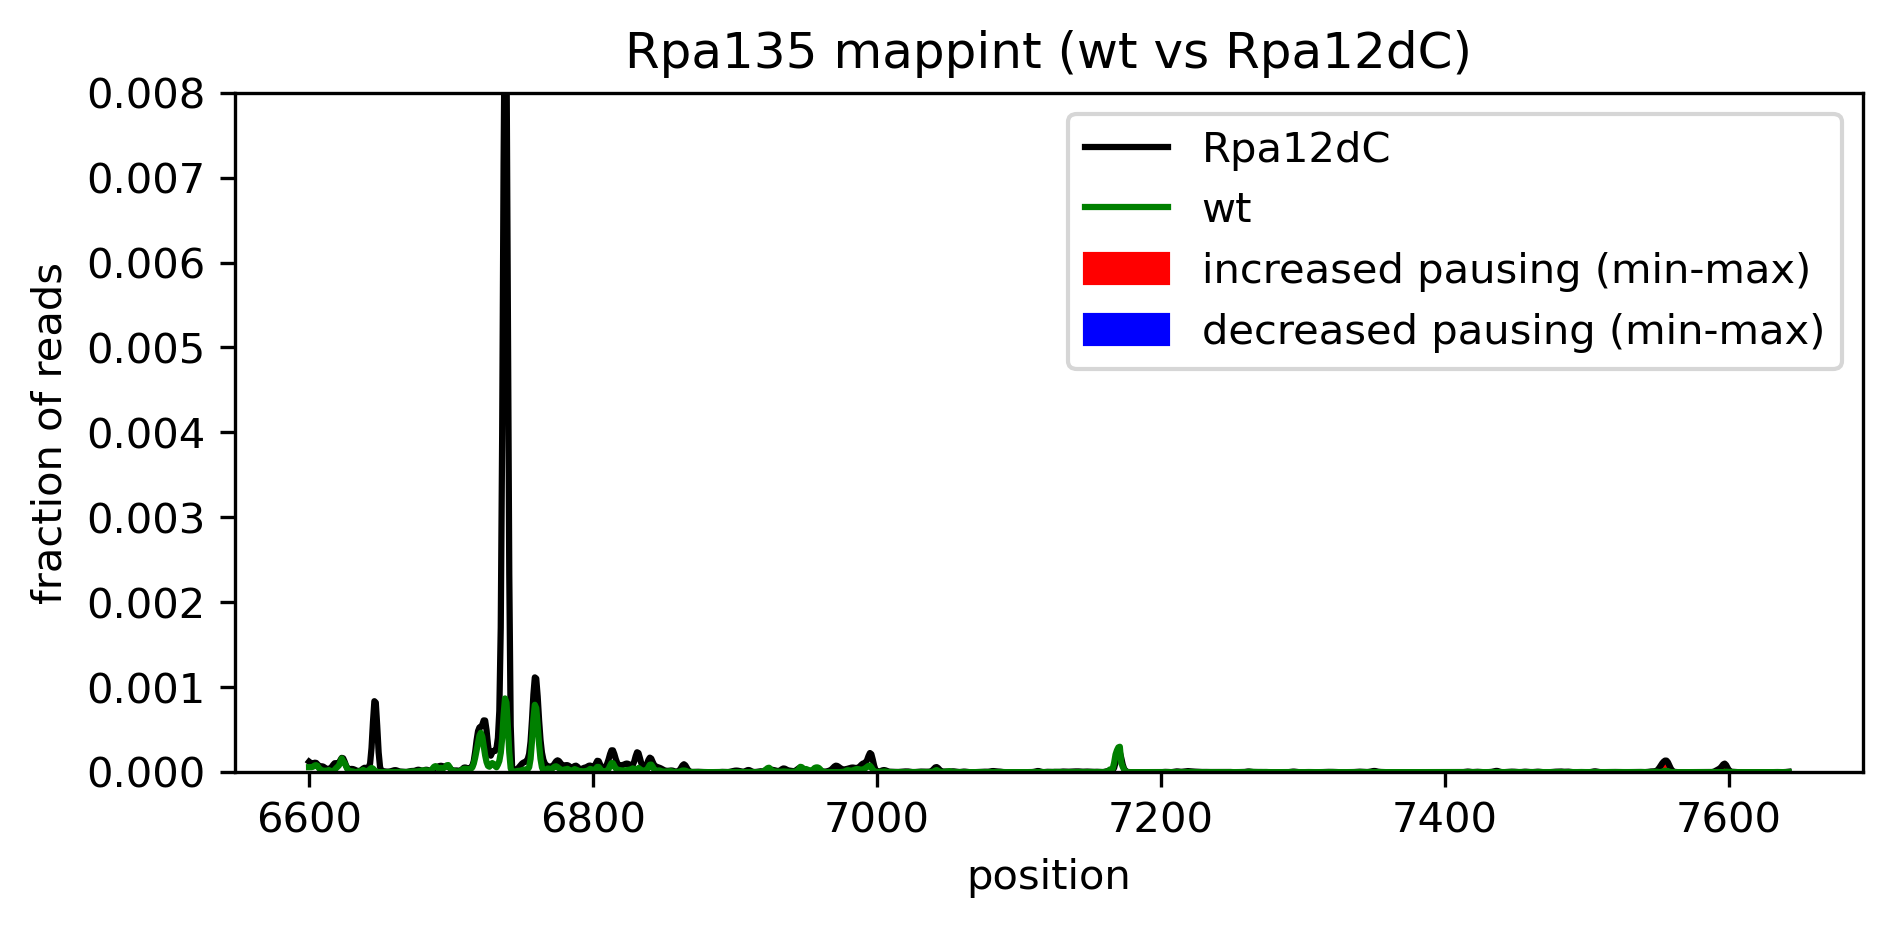 Rpa135 mappint (wt vs Rpa12dC)
0.008
0.007
0.006
0.005
0.004
0.003
0.002
0.001
0.000
fraction of reads
Rpa12dC
wt
increased pausing (min-max)
decreased pausing (min-max)
6600 6800 7000 7200 7400 7600
position